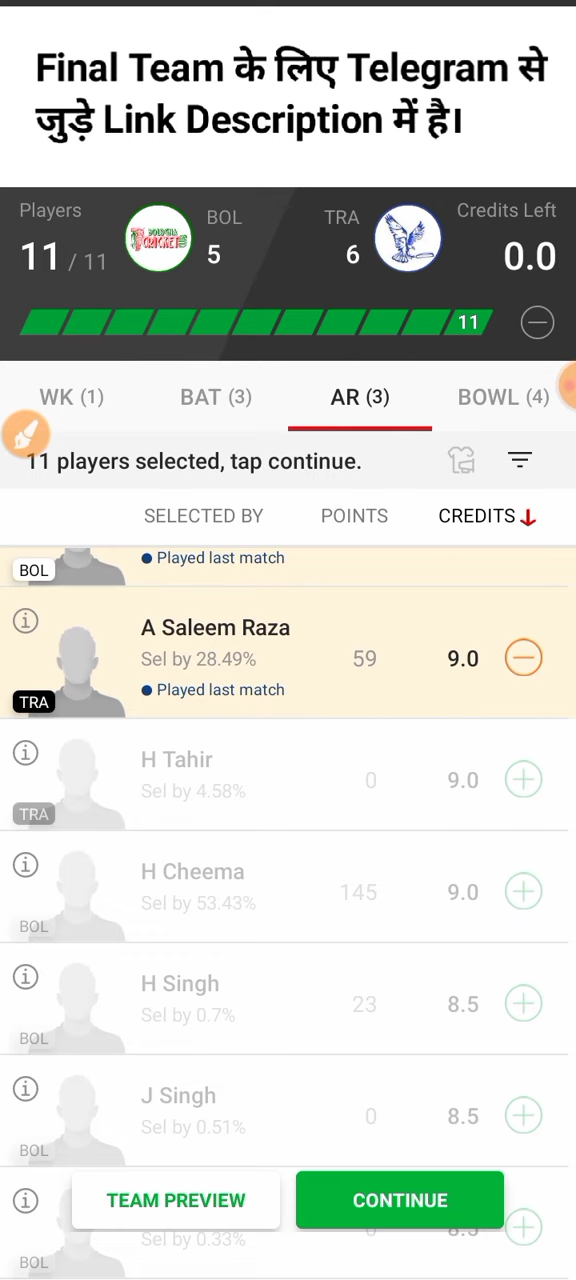 Final Team के लिए Telegram से
जुड़े Link Description में है।
Players
BOL
TRA
Credits Left
11 / 11
5
6
0.0
11
WK (1)
BAT (3)
AR (3)
BOWL (4)
11 players selected, tap continue.
SELECTED BY
POINTS
CREDITS
BOL
Played last match
A Saleem Raza
Sel by 28.49%
59
9.0
Played last match
TRA
H Tahir
Sel by 4.58%
0
9.0
TRA
H Cheema
Sel by 53.43%
145
9.0
BOL
H Singh
Sel by 0.7%
23
8.5
BOL
J Singh
Sel by 0.51%
0
8.5
BOL
TEAM PREVIEW
CONTINUE
Sel by 0.33%
0
8.5
BOL